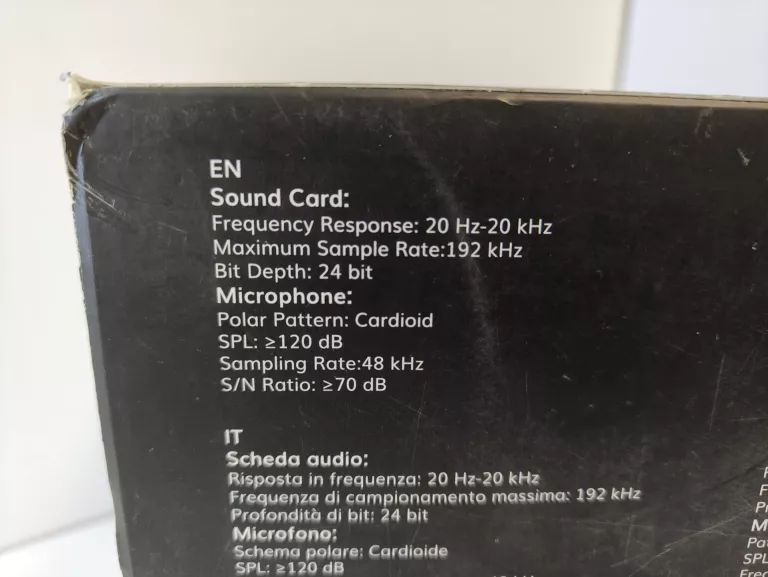 EN
Sound Card:
Frequency Response: 20 Hz-20 kHz
Maximum Sample Rate:192 kHz
Bit Depth: 24 bit
Microphone:
Polar Pattern: Cardioid
SPL: ≥120 dB
Sampling Rate:48 kHz
S/N Ratio: ≥70 dB
IT
Scheda audio:
Risposta in frequenza: 20 Hz-20 kHz
Frequenza di campionamento massima: 192 kHz
Profondità di bit: 24 bit
Microfono:
Schema polare: Cardioide
SPL: ≥120 dB
SPL